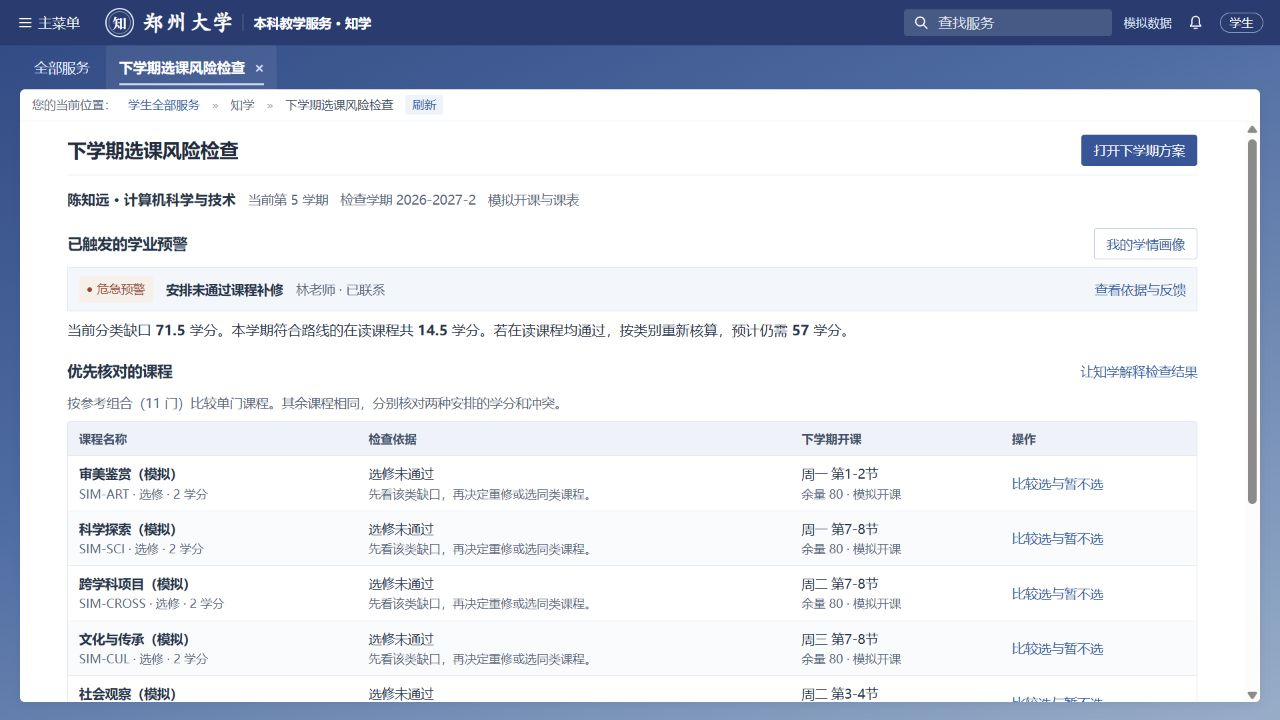 主菜单
知 郑州大学
本科教学服务·知学
查找服务
模拟数据
学生
全部服务
下学期选课风险检查 ×
您的当前位置: 学生全部服务 » 知学 » 下学期选课风险检查 刷新
下学期选课风险检查
打开下学期方案
陈知远·计算机科学与技术 当前第 5 学期 检查学期 2026-2027-2 模拟开课与课表
已触发的学业预警
我的学情画像
• 危急预警 安排未通过课程补修 林老师 · 已联系 查看依据与反馈
当前分类缺口 71.5 学分。本学期符合路线的在读课程共 14.5 学分。若在读课程均通过，按类别重新核算，预计仍需 57 学分。
优先核对的课程
让知学解释检查结果
按参考组合（11 门）比较单门课程。其余课程相同，分别核对两种安排的学分和冲突。
课程名称 检查依据 下学期开课 操作
审美鉴赏（模拟） 选修未通过 周一 第1-2节
SIM-ART · 选修 · 2 学分 先看该类缺口，再决定重修或选同类课程。 余量 80 · 模拟开课 比较选与暂不选
科学探索（模拟） 选修未通过 周一 第7-8节
SIM-SCI · 选修 · 2 学分 先看该类缺口，再决定重修或选同类课程。 余量 80 · 模拟开课 比较选与暂不选
跨学科项目（模拟） 选修未通过 周二 第7-8节
SIM-CROSS · 选修 · 2 学分 先看该类缺口，再决定重修或选同类课程。 余量 80 · 模拟开课 比较选与暂不选
文化与传承（模拟） 选修未通过 周三 第7-8节
SIM-CUL · 选修 · 2 学分 先看该类缺口，再决定重修或选同类课程。 余量 80 · 模拟开课 比较选与暂不选
社会观察（模拟） 选修未通过 周二 第3-4节